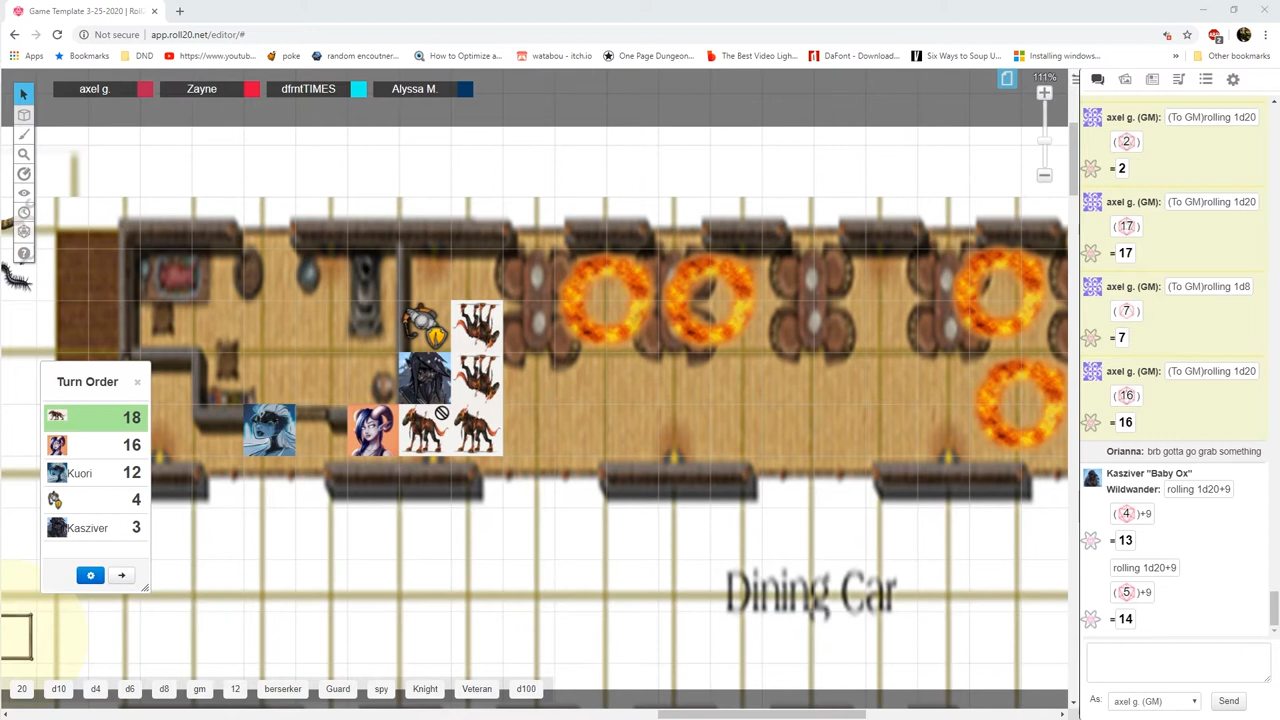 Game Template 3-25-2020 | Roll2
Not secure | app.roll20.net/editor/#
Apps Bookmarks DND https://www.youtub... poke random encoutner... watabou - itch.io One Page Dungeon... The Best Video Ligh... DaFont - Download... Six Ways to Soup U... Installing windows... » Other bookmarks
axel g. Zayne dfmtTIMES Alyssa M.
111%
Turn Order ×
18
16
Kuori 12
4
Kasziver 3
Dining Car
20 d10 d4 d6 d8 gm 12 berserker Guard spy Knight Veteran d100
axel g. (GM): (To GM)rolling 1d20
(2)
= 2
axel g. (GM): (To GM)rolling 1d20
(17)
= 17
axel g. (GM): (To GM)rolling 1d8
(7)
= 7
axel g. (GM): (To GM)rolling 1d20
(16)
= 16
Orianna: brb gotta go grab something
Kasziver "Baby Ox"
Wildwander: rolling 1d20+9
(4)+9
= 13
rolling 1d20+9
(5)+9
= 14
As: axel g. (GM) Send